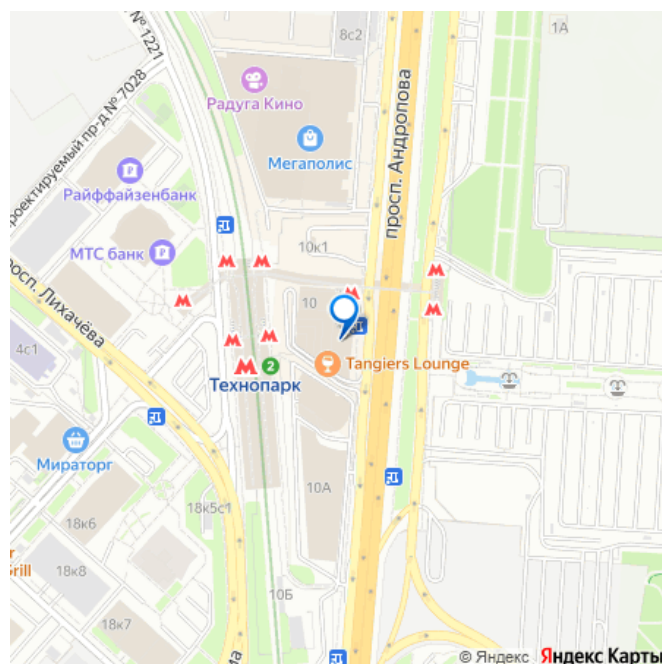 8с2
1А
№ 1221
Проектируемый пр-д № 7028
Радуга Кино
Мегаполис
просп. Андропова
Райффайзенбанк
МТС банк
10к1
просп. Лихачёва
10
4с1
Tangiers Lounge
2
Технопарк
Мираторг
10А
18к5с1
18к6
18к8
Grill
10Б
18к7
© Яндекс Яндекс Карты